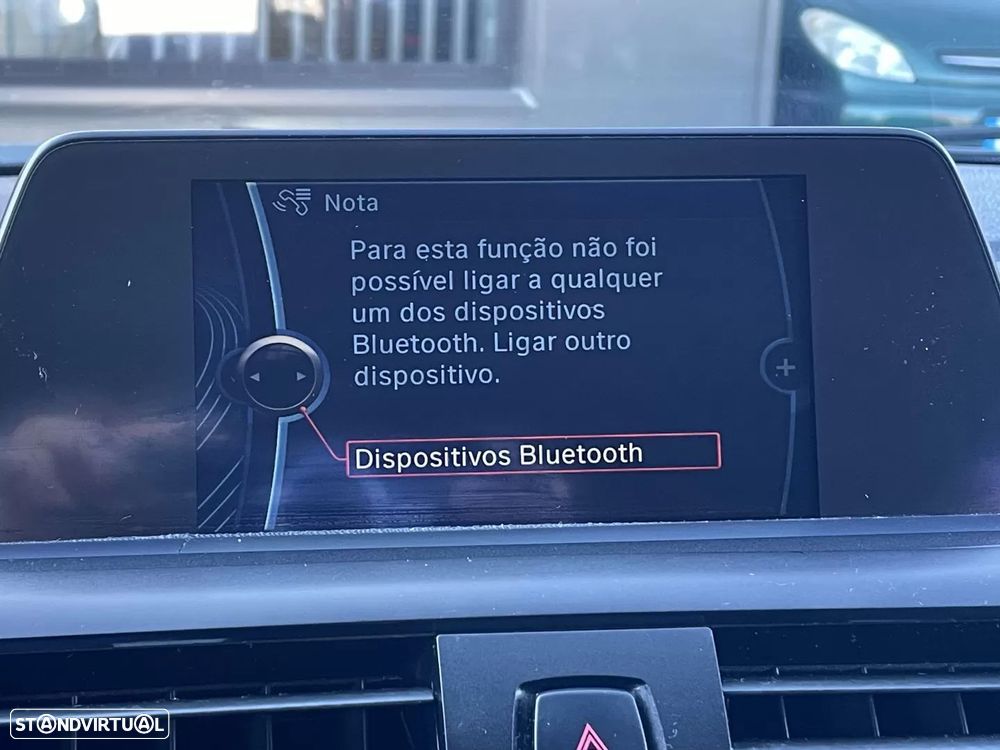 Nota
Para esta função não foi
possível ligar a qualquer
um dos dispositivos
Bluetooth. Ligar outro
dispositivo.
Dispositivos Bluetooth
STANDVIRTUAL